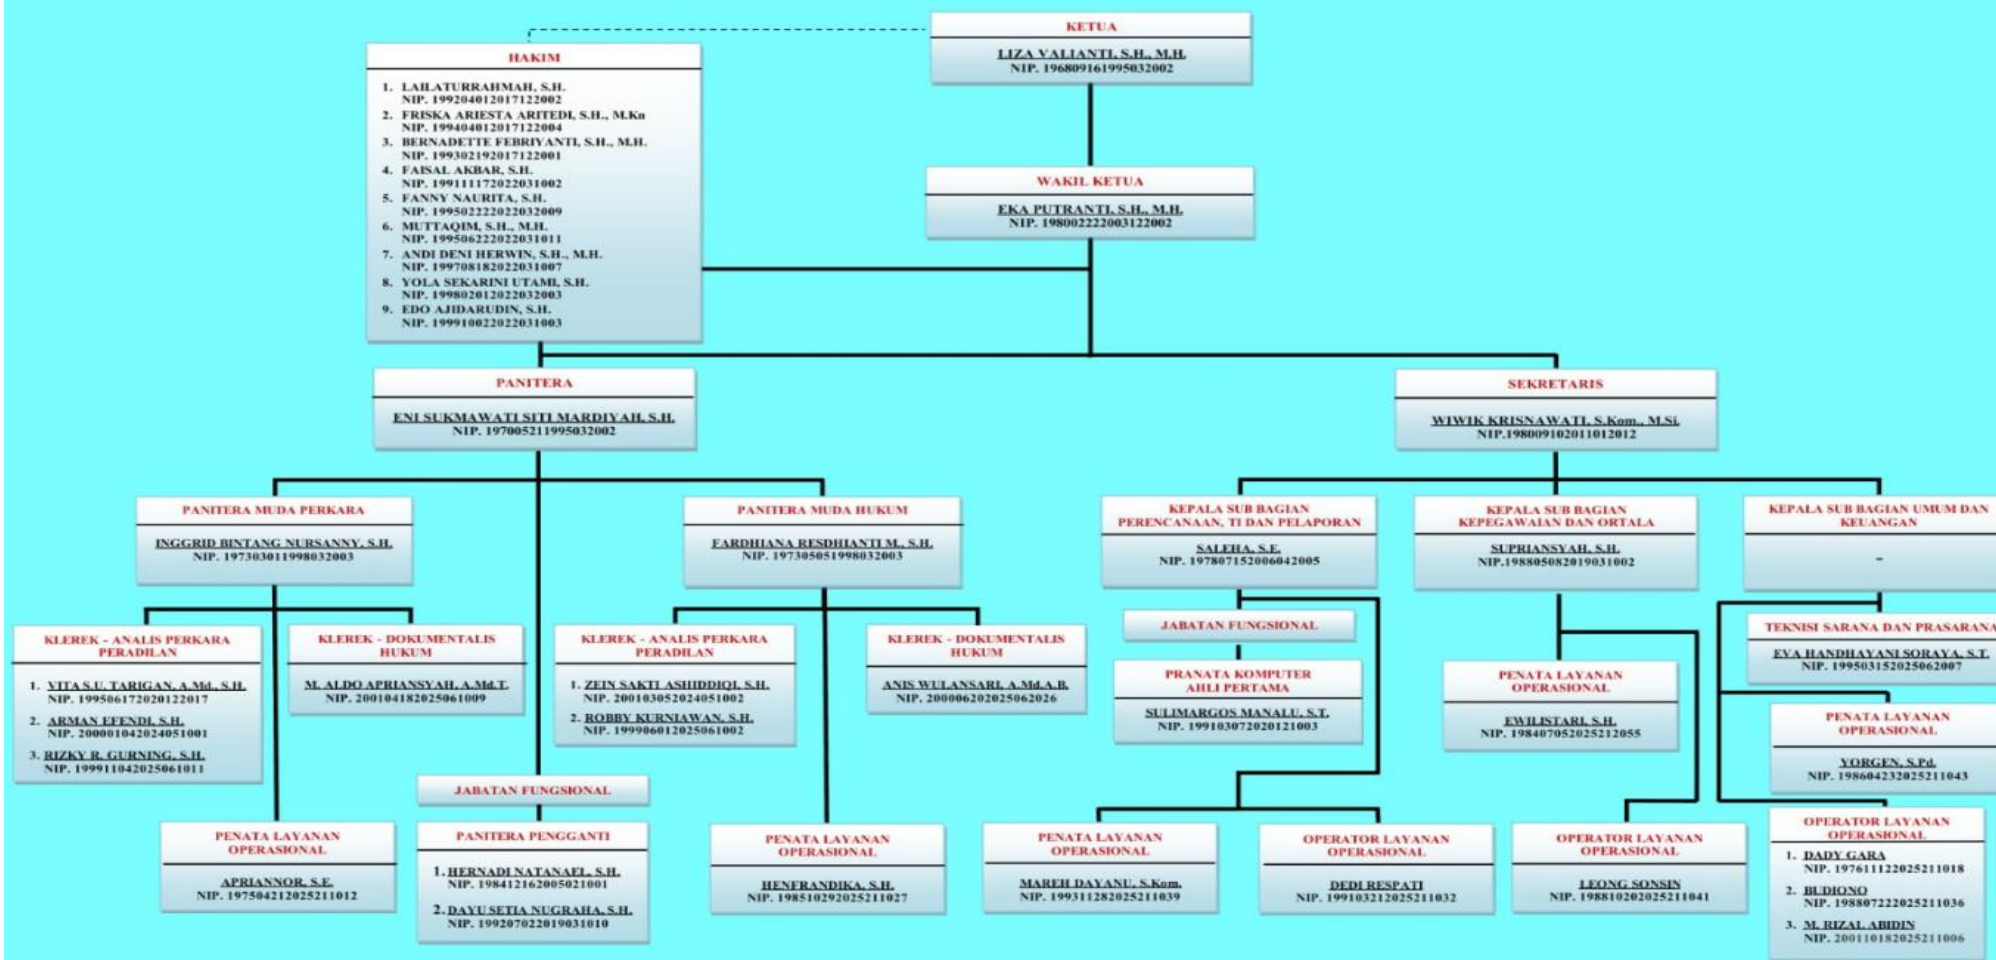 KETUA
LIZA VALIANTI, S.H., M.H.
NIP. 196809161995032002
HAKIM
1. LAILATURRAHMAH, S.H.
NIP. 199204012017122002
2. FRISKA ARIESTA ARITEDI, S.H., M.Kn
NIP. 199404012017122004
3. BERNADETTE FEBRIYANTI, S.H., M.H.
NIP. 199302192017122001
4. FAISAL AKBAR, S.H.
NIP. 199111172022031002
5. FANNY NAURITA, S.H.
NIP. 199502222022032009
6. MUTTAQIM, S.H., M.H.
NIP. 199506222022031011
7. ANDI DENI HERWIN, S.H., M.H.
NIP. 199708182022031007
8. YOLA SEKARINI UTAMI, S.H.
NIP. 199802012022032003
9. EDO AJIDARUDIN, S.H.
NIP. 199910022022031003
WAKIL KETUA
EKA PUTRANTI, S.H., M.H.
NIP. 198002222003122002
PANITERA
ENI SUKMAWATI SITI MARDIYAH, S.H.
NIP. 197005211995032002
SEKRETARIS
WIWIK KRISNAWATI, S.Kom., M.Si.
NIP.198009102011012012
PANITERA MUDA PERKARA
INGGRID BINTANG NURSANNY, S.H.
NIP. 197303011998032003
PANITERA MUDA HUKUM
FARDHIANA RESDHIANTI M., S.H.
NIP. 197305051998032003
KEPALA SUB BAGIAN
PERENCANAAN, TI DAN PELAPORAN
SALEHA, S.E.
NIP. 197807152006042005
KEPALA SUB BAGIAN
KEPEGAWAIAN DAN ORTALA
SUPRIANSYAH, S.H.
NIP.198805082019031002
KEPALA SUB BAGIAN UMUM DAN
KEUANGAN
–
KLEREK - ANALIS PERKARA
PERADILAN
1. VITA S.U. TARIGAN, A.Md., S.H.
NIP. 199506172020122017
2. ARMAN EFENDI, S.H.
NIP. 200001042024051001
3. RIZKY R. GURNING, S.H.
NIP. 199911042025061011
KLEREK - DOKUMENTALIS
HUKUM
M. ALDO APRIANSYAH, A.Md.T.
NIP. 200104182025061009
KLEREK - ANALIS PERKARA
PERADILAN
1. ZEIN SAKTI ASHIDDIQI, S.H.
NIP. 200103052024051002
2. ROBBY KURNIAWAN, S.H.
NIP. 199906012025061002
KLEREK - DOKUMENTALIS
HUKUM
ANIS WULANSARI, A.Md.A.B.
NIP. 200006202025062026
JABATAN FUNGSIONAL
PRANATA KOMPUTER
AHLI PERTAMA
SULIMARGOS MANALU, S.T.
NIP. 199103072020121003
PENATA LAYANAN
OPERASIONAL
EWILISTARI, S.H.
NIP. 198407052025212055
TEKNISI SARANA DAN PRASARANA
EVA HANDHAYANI SORAYA, S.T.
NIP. 199503152025062007
PENATA LAYANAN
OPERASIONAL
YORGEN, S.Pd.
NIP. 198604232025211043
PENATA LAYANAN
OPERASIONAL
APRIANNOR, S.E.
NIP. 197504212025211012
JABATAN FUNGSIONAL
PANITERA PENGGANTI
1. HERNADI NATANAEL, S.H.
NIP. 198412162005021001
2. DAYU SETIA NUGRAHA, S.H.
NIP. 199207022019031010
PENATA LAYANAN
OPERASIONAL
HENFRANDIKA, S.H.
NIP. 198510292025211027
PENATA LAYANAN
OPERASIONAL
MAREH DAYANU, S.Kom.
NIP. 199311282025211039
OPERATOR LAYANAN
OPERASIONAL
DEDI RESPATI
NIP. 199103212025211032
OPERATOR LAYANAN
OPERASIONAL
LEONG SONSIN
NIP. 198810202025211041
OPERATOR LAYANAN
OPERASIONAL
1. DADY GARA
NIP. 197611122025211018
2. BUDIONO
NIP. 198807222025211036
3. M. RIZAL ABIDIN
NIP. 200110182025211006